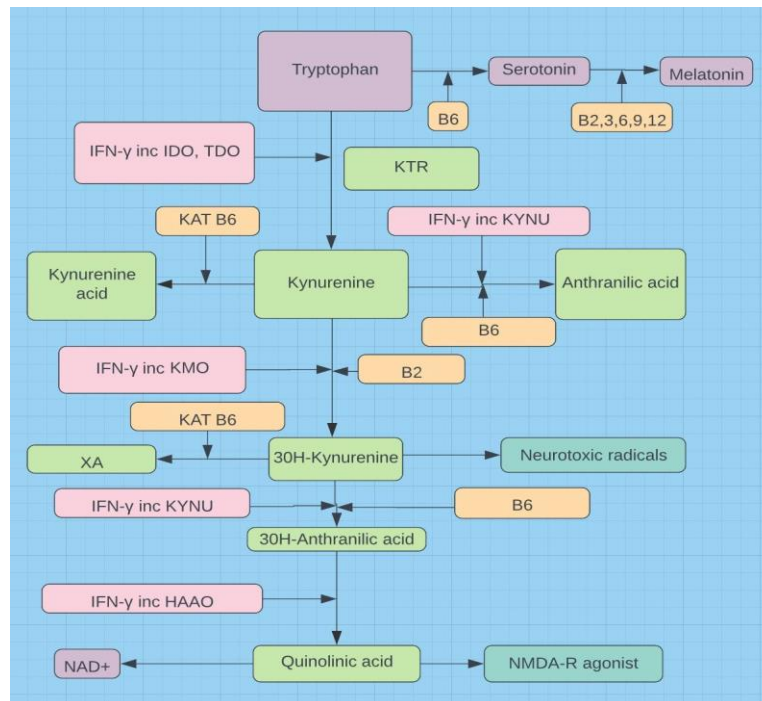 Tryptophan
Serotonin
Melatonin
B6
B2,3,6,9,12
IFN-γ inc IDO, TDO
KTR
KAT B6
IFN-γ inc KYNU
Kynurenine
acid
Kynurenine
Anthranilic acid
B6
IFN-γ inc KMO
B2
KAT B6
XA
30H-Kynurenine
Neurotoxic radicals
IFN-γ inc KYNU
B6
30H-Anthranilic acid
IFN-γ inc HAAO
NAD+
Quinolinic acid
NMDA-R agonist